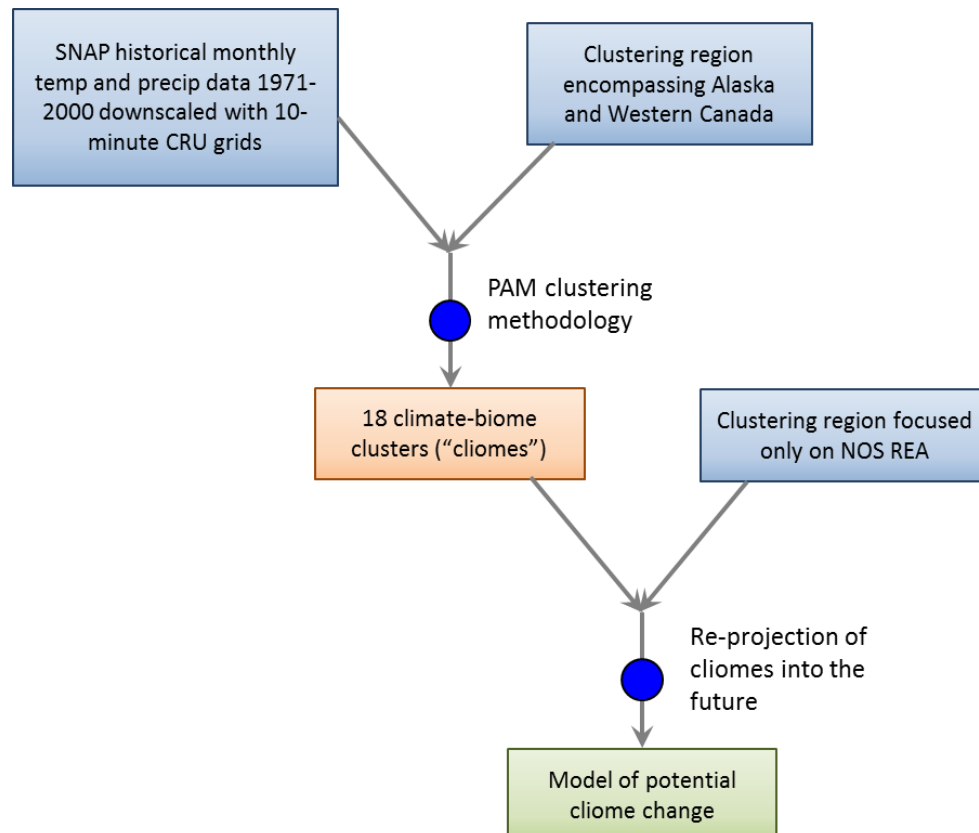 SNAP historical monthly
temp and precip data 1971-
2000 downscaled with 10-
minute CRU grids
Clustering region
encompassing Alaska
and Western Canada
PAM clustering
methodology
18 climate-biome
clusters (“cliomes”)
Clustering region focused
only on NOS REA
Re-projection of
cliomes into the
future
Model of potential
cliome change